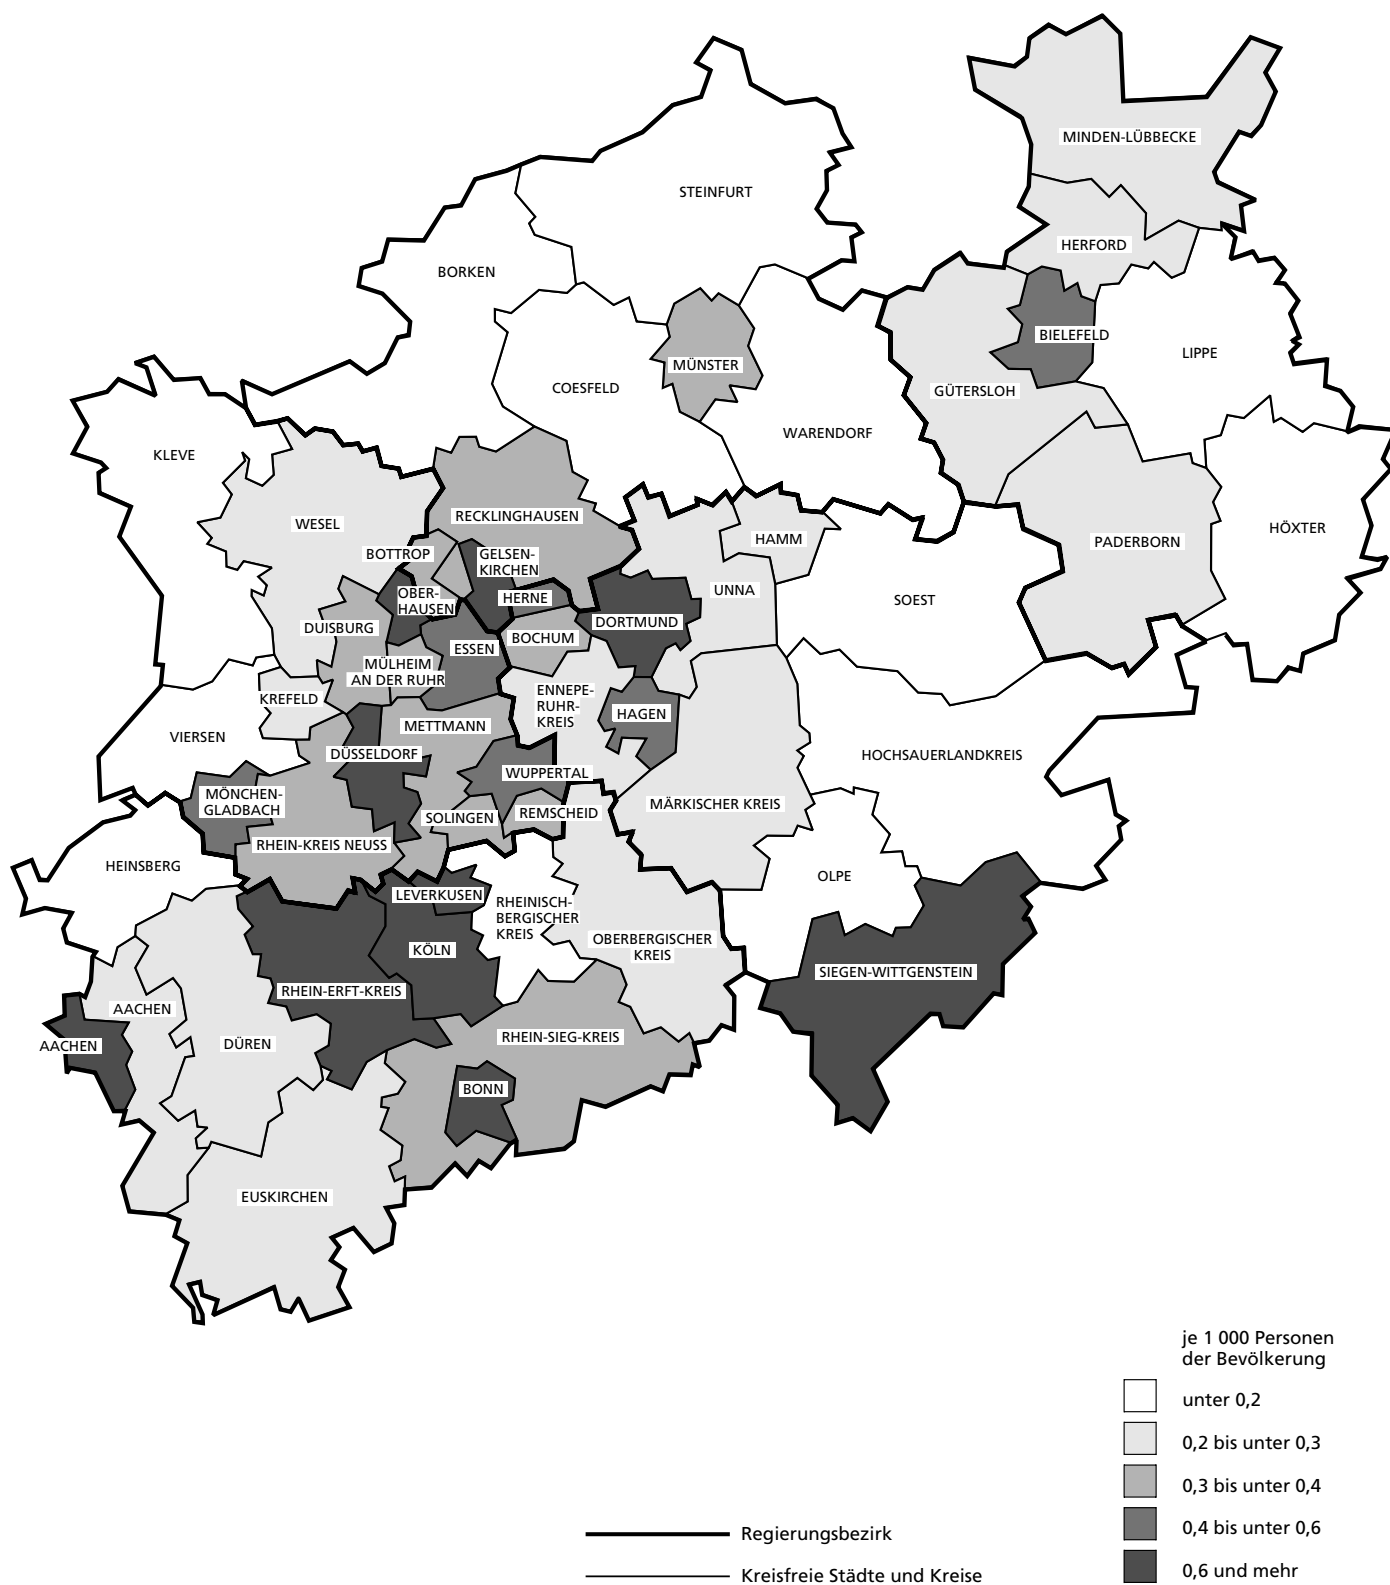 MINDEN-LÜBBECKE
STEINFURT
HERFORD
BORKEN
BIELEFELD
LIPPE
MÜNSTER
COESFELD
GÜTERSLOH
WARENDORF
KLEVE
RECKLINGHAUSEN
WESEL
HÖXTER
HAMM
PADERBORN
BOTTROP
GELSEN-
KIRCHEN
UNNA
OBER-
HAUSEN
HERNE
SOEST
DORTMUND
DUISBURG
BOCHUM
ESSEN
MÜLHEIM
AN DER RUHR
ENNEPE-
RUHR-
KREIS
KREFELD
HAGEN
METTMANN
VIERSEN
DÜSSELDORF
HOCHSAUERLANDKREIS
WUPPERTAL
MÖNCHEN-
GLADBACH
MÄRKISCHER KREIS
REMSCHEID
SOLINGEN
RHEIN-KREIS NEUSS
HEINSBERG
OLPE
LEVERKUSEN
RHEINISCH-
BERGISCHER
KREIS
OBERBERGISCHER
KREIS
KÖLN
SIEGEN-WITTGENSTEIN
RHEIN-ERFT-KREIS
AACHEN
RHEIN-SIEG-KREIS
AACHEN
DÜREN
BONN
EUSKIRCHEN
je 1 000 Personen
der Bevölkerung
unter 0,2
0,2 bis unter 0,3
0,3 bis unter 0,4
0,4 bis unter 0,6
0,6 und mehr
Regierungsbezirk
Kreisfreie Städte und Kreise